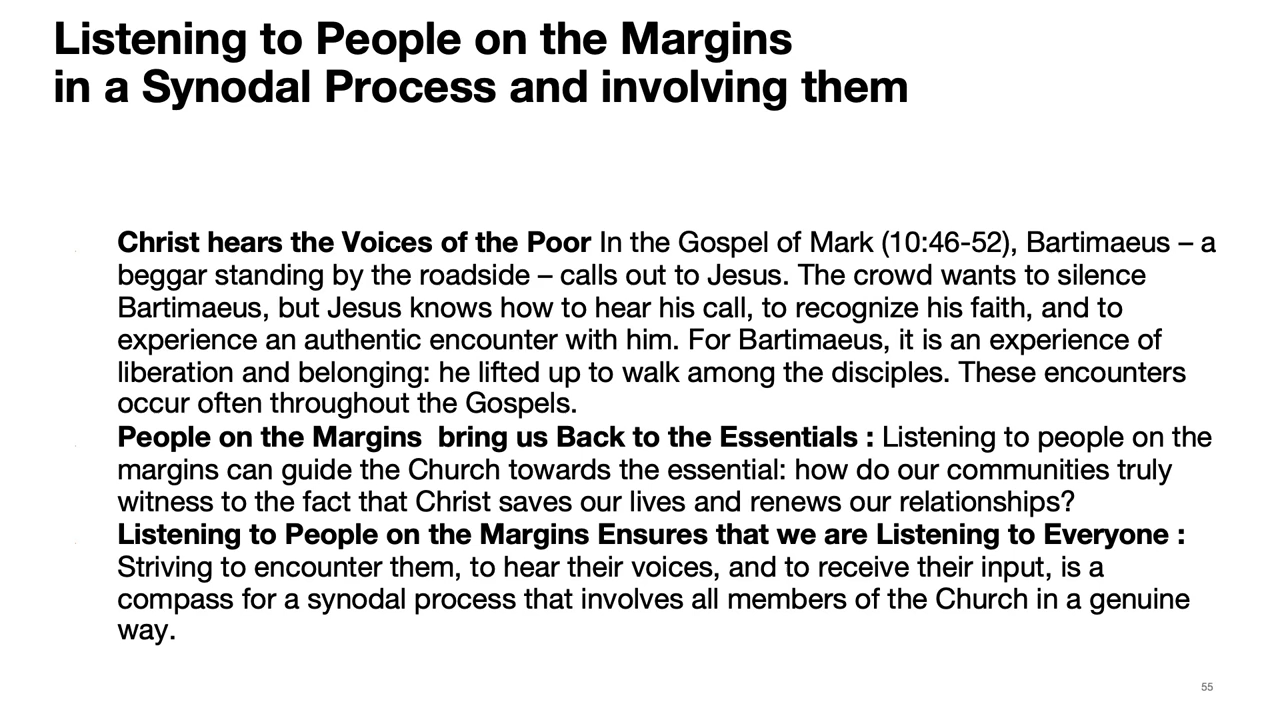 Listening to People on the Margins
in a Synodal Process and involving them
Christ hears the Voices of the Poor In the Gospel of Mark (10:46-52), Bartimaeus – a
beggar standing by the roadside – calls out to Jesus. The crowd wants to silence
Bartimaeus, but Jesus knows how to hear his call, to recognize his faith, and to
experience an authentic encounter with him. For Bartimaeus, it is an experience of
liberation and belonging: he lifted up to walk among the disciples. These encounters
occur often throughout the Gospels.
People on the Margins  bring us Back to the Essentials : Listening to people on the
margins can guide the Church towards the essential: how do our communities truly
witness to the fact that Christ saves our lives and renews our relationships?
Listening to People on the Margins Ensures that we are Listening to Everyone :
Striving to encounter them, to hear their voices, and to receive their input, is a
compass for a synodal process that involves all members of the Church in a genuine
way.
55